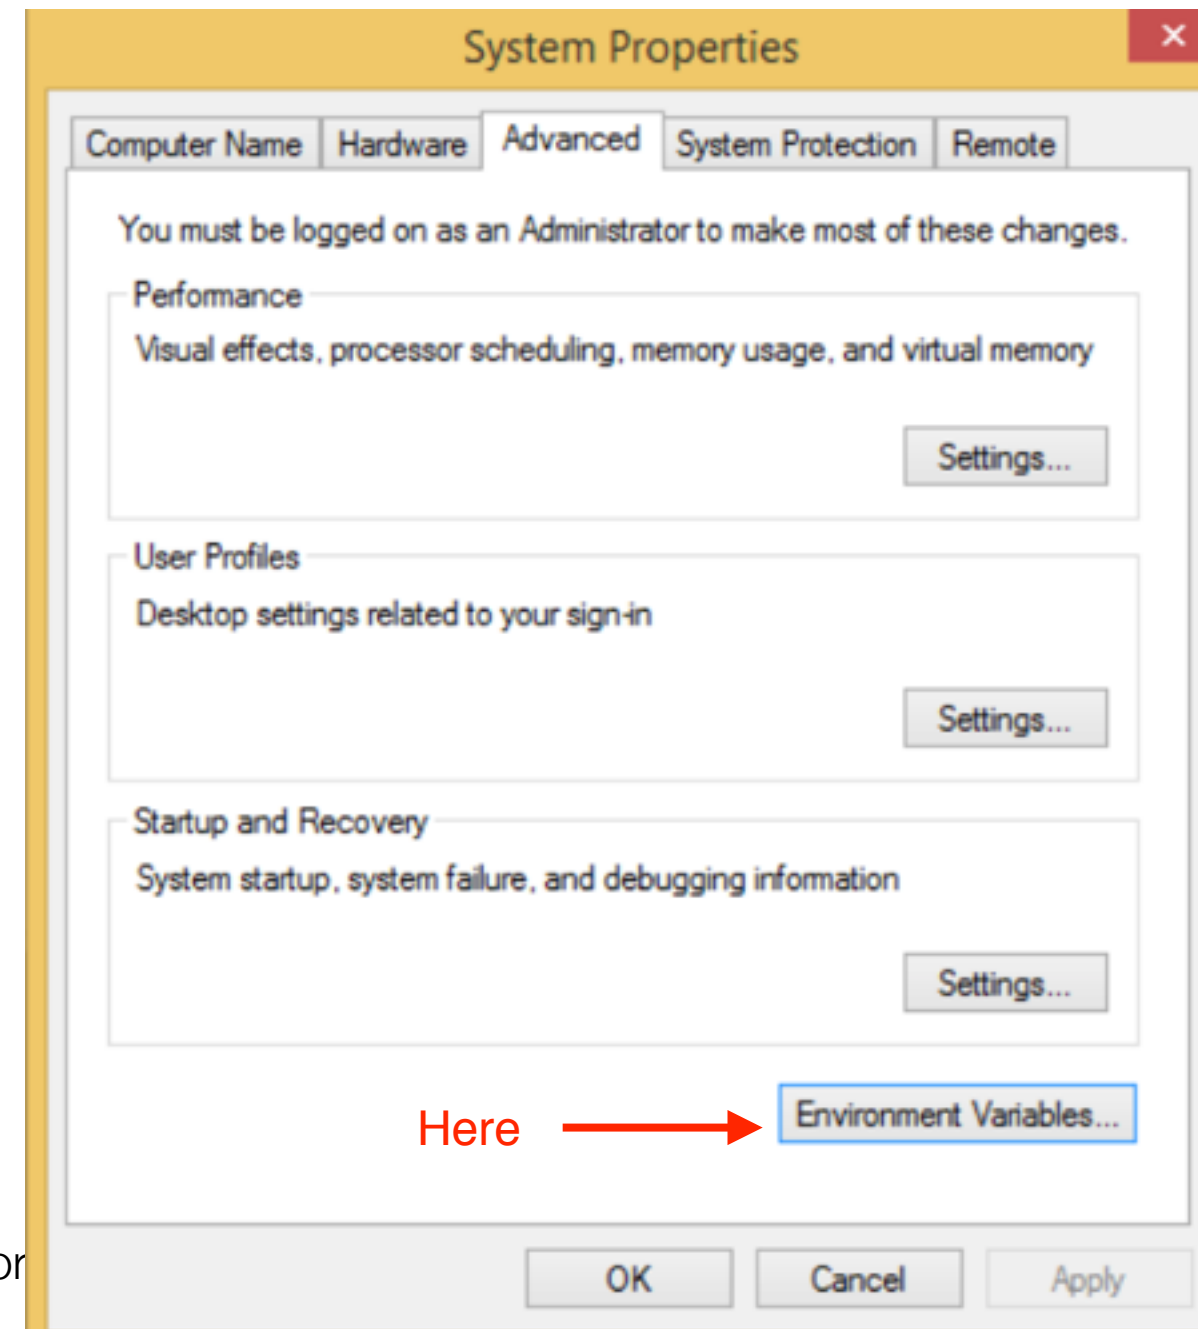 System Properties
Computer Name Hardware Advanced System Protection Remote
You must be logged on as an Administrator to make most of these changes.
Performance
Visual effects, processor scheduling, memory usage, and virtual memory
Settings...
User Profiles
Desktop settings related to your sign-in
Settings...
Startup and Recovery
System startup, system failure, and debugging information
Settings...
Here Environment Variables...
or
OK Cancel Apply